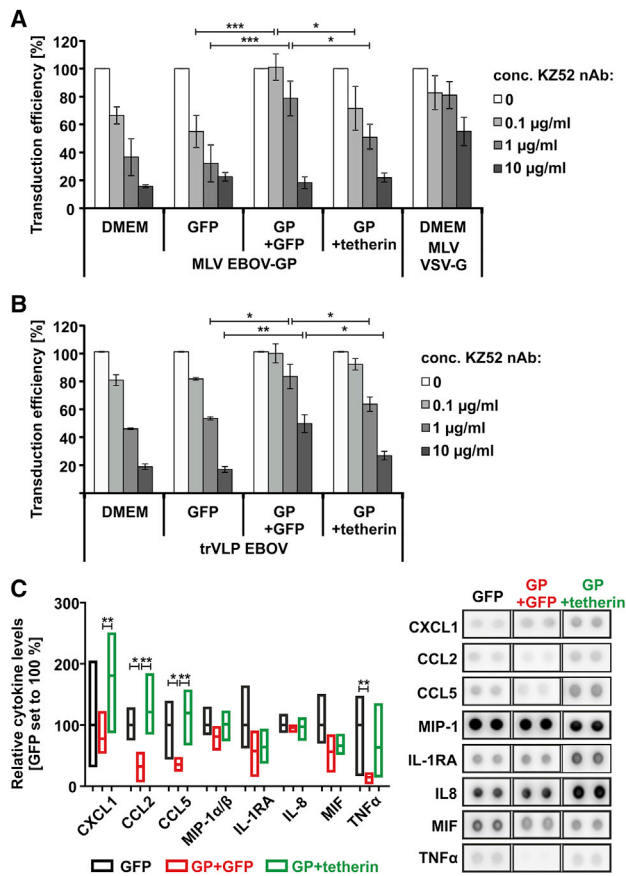 A
*** *
*** *
Transduction efficiency [%]
120
100
80
60
40
20
0
conc. KZ52 nAb:
0
0.1 µg/ml
1 µg/ml
10 µg/ml
DMEM GFP GP +GFP GP +tetherin DMEM
MLV EBOV-GP MLV VSV-G
B
* *
** *
Transduction efficiency [%]
120
100
80
60
40
20
conc. KZ52 nAb:
0
0.1 µg/ml
1 µg/ml
10 µg/ml
DMEM GFP GP +GFP GP +tetherin
trVLP EBOV
C
Relative cytokine levels
[GFP set to 100 %]
300
200
100
0
** * ** * ** **
CXCL1 CCL2 CCL5 MIP-1α/β IL-1RA IL-8 MIF TNFα
GFP GP+GFP GP+tetherin
GFP GP +GFP GP +tetherin
CXCL1
CCL2
CCL5
MIP-1
IL-1RA
IL8
MIF
TNFα